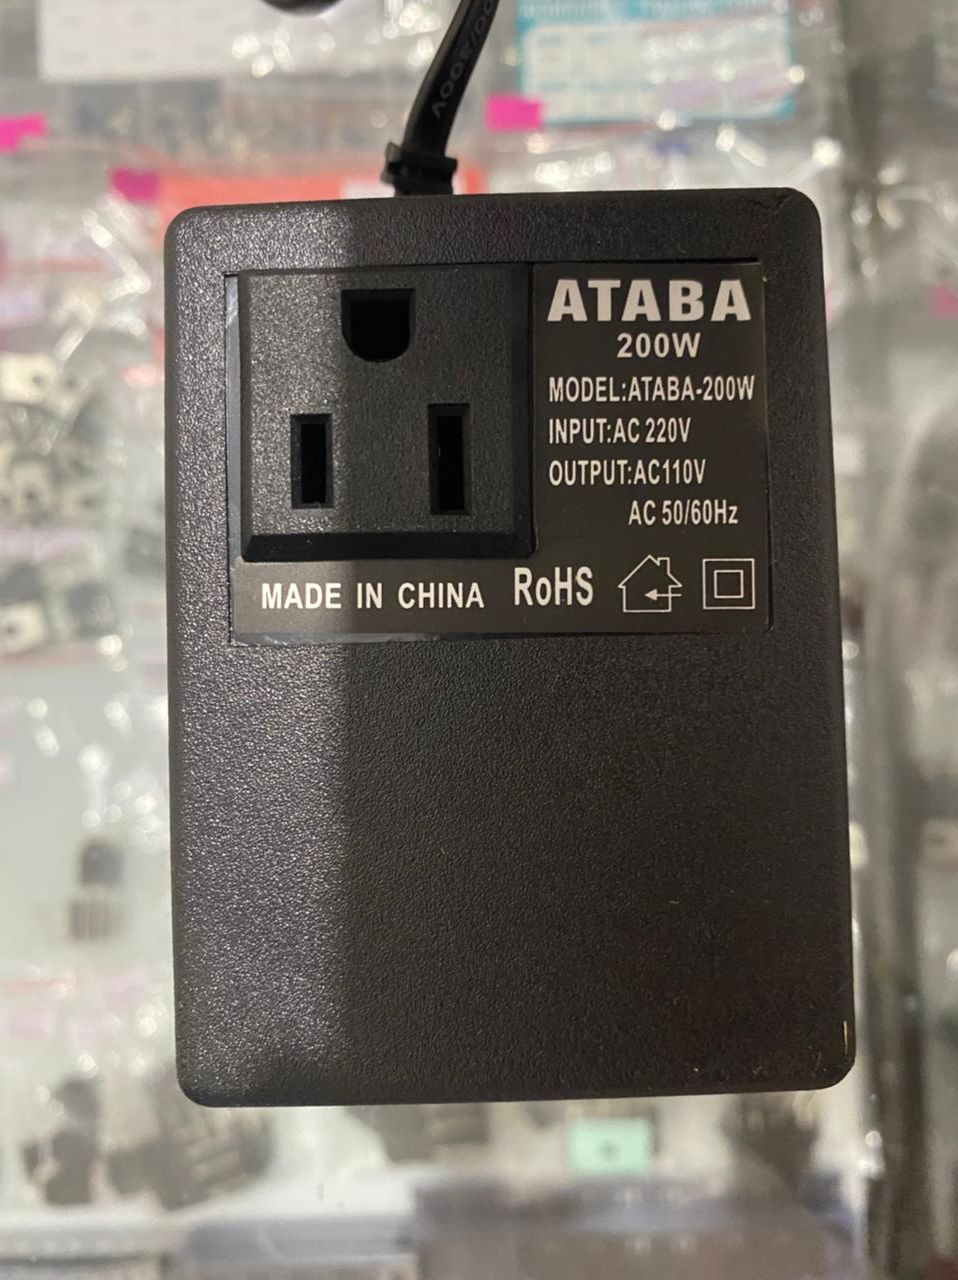 ATABA
200W
MODEL:ATABA-200W
INPUT:AC 220V
OUTPUT:AC110V
AC 50/60Hz
MADE IN CHINA RoHS